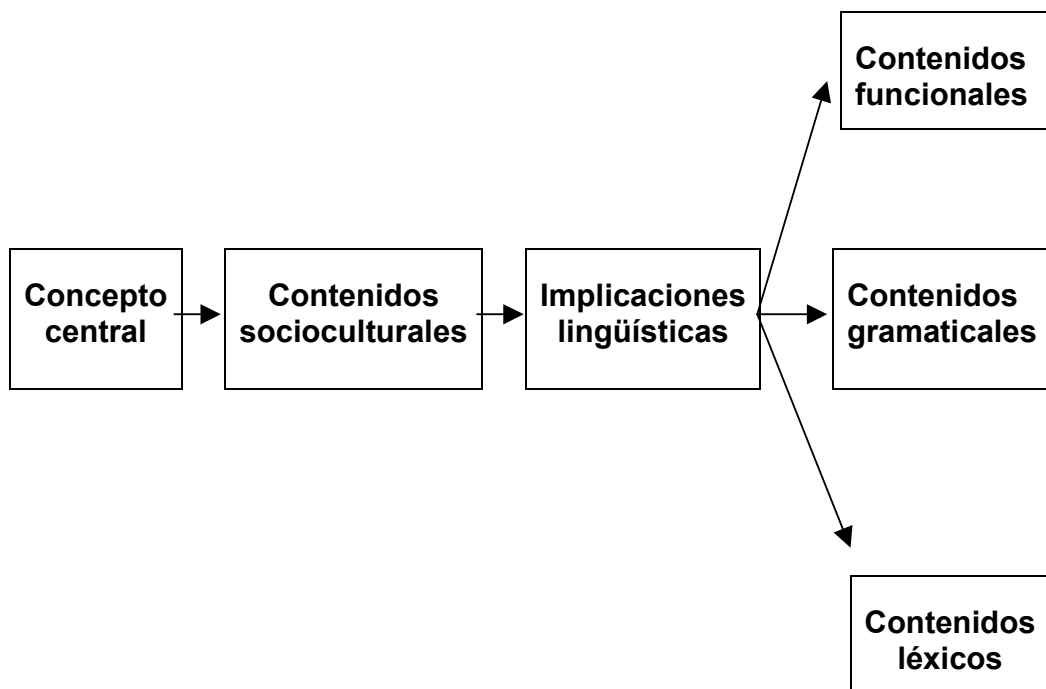 Contenidos
funcionales
Concepto
central
Contenidos
socioculturales
Implicaciones
lingüísticas
Contenidos
gramaticales
Contenidos
léxicos